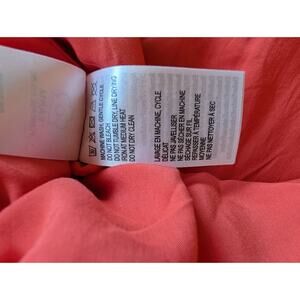 MACHINE WASH, GENTLE CYCLE
DO NOT BLEACH
DO NOT TUMBLE DRY, LINE DRYING
IRON AT MEDIUM HEAT
DO NOT DRY CLEAN
LAVAGE EN MACHINE, CYCLE
DÉLICAT
NE PAS JAVELLISER
NE PAS SÉCHER EN MACHINE
SÉCHAGE SUR FIL
REPASSER À TEMPÉRATURE
MOYENNE
NE PAS NETTOYER À SEC